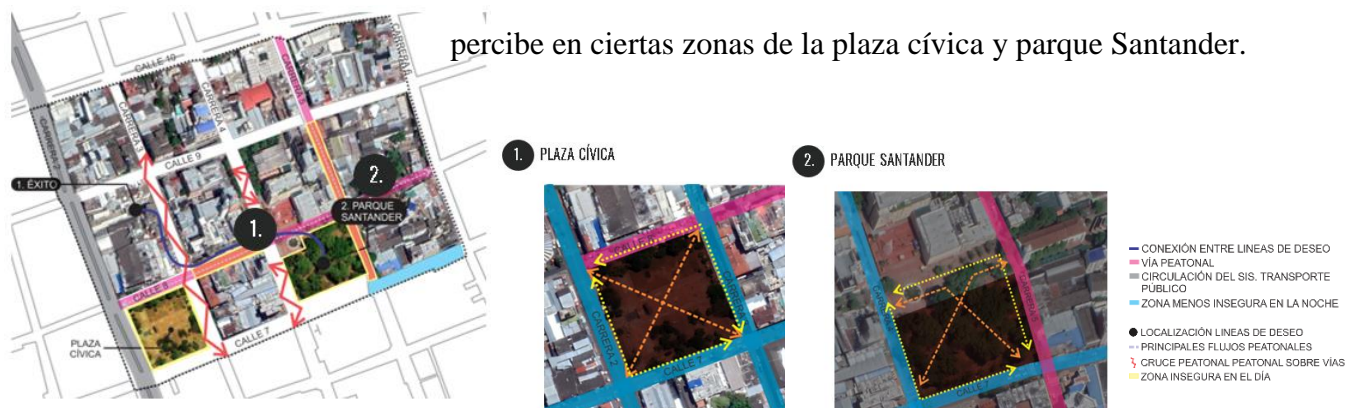 percibe en ciertas zonas de la plaza cívica y parque Santander.
CALLE 10
CARRERA 5
CARRERA 6
CARRERA 3
CARRERA 4
CARRERA 2
CALLE 9
1. ÉXITO
2.
2. PARQUE
SANTANDER
1.
CALLE 8
CALLE 7
PLAZA
CÍVICA
1. PLAZA CÍVICA
CARRERA 2
CALLE 7
2. PARQUE SANTANDER
CONEXIÓN ENTRE LINEAS DE DESEO
VÍA PEATONAL
CIRCULACIÓN DEL SIS. TRANSPORTE
PÚBLICO
ZONA MENOS INSEGURA EN LA NOCHE
LOCALIZACIÓN LINEAS DE DESEO
PRINCIPALES FLUJOS PEATONALES
CRUCE PEATONAL PEATONAL SOBRE VÍAS
ZONA INSEGURA EN EL DÍA